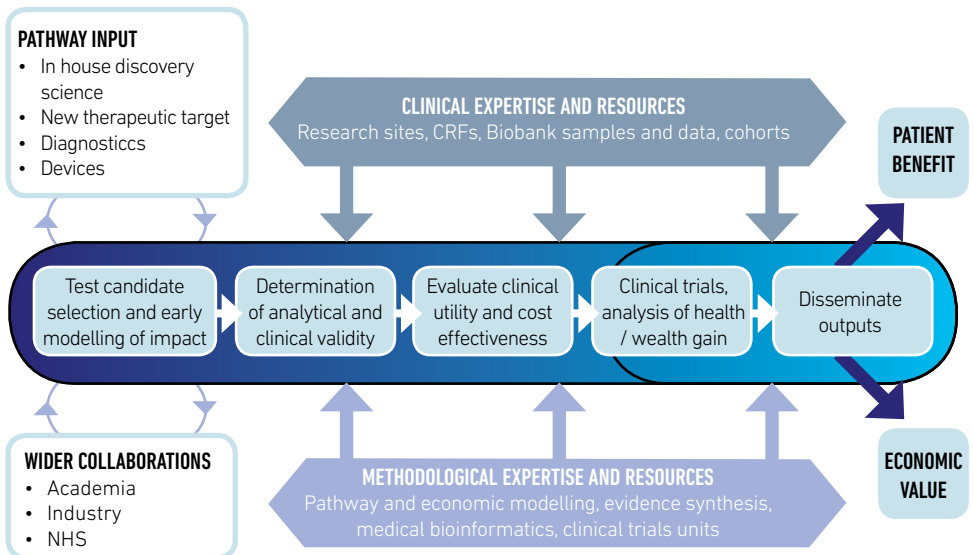 PATHWAY INPUT
• In house discovery
science
• New therapeutic target
• Diagnosticcs
• Devices
CLINICAL EXPERTISE AND RESOURCES
Research sites, CRFs, Biobank samples and data, cohorts
PATIENT
BENEFIT
Test candidate
selection and early
modelling of impact
Determination
of analytical and
clinical validity
Evaluate clinical
utility and cost
effectiveness
Clinical trials,
analysis of health
/ wealth gain
Disseminate
outputs
WIDER COLLABORATIONS
• Academia
• Industry
• NHS
METHODOLOGICAL EXPERTISE AND RESOURCES
Pathway and economic modelling, evidence synthesis,
medical bioinformatics, clinical trials units
ECONOMIC
VALUE